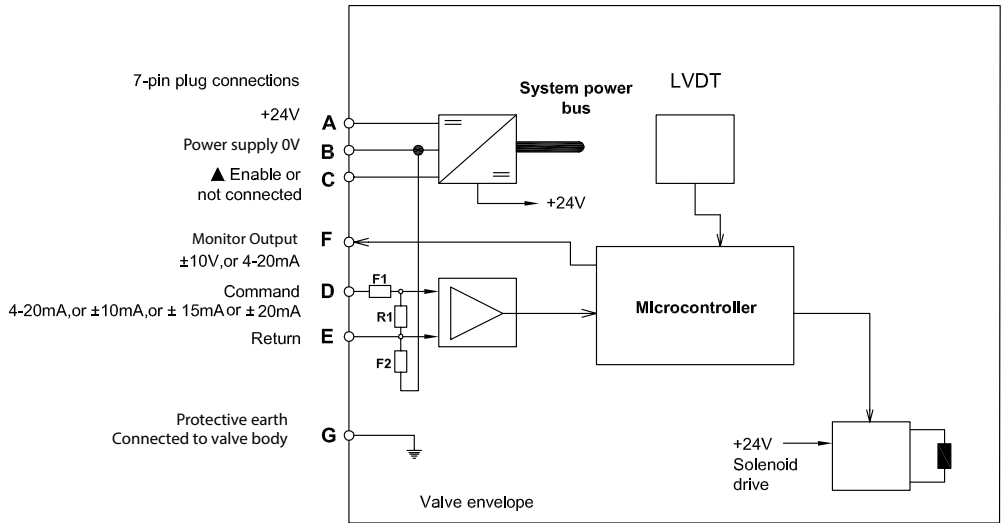 7-pin plug connections
+24V
A
Power supply 0V
B
▲ Enable or
not connected
C
System power
bus
+24V
LVDT
Monitor Output
±10V,or 4-20mA
F
Command
4-20mA,or ±10mA,or ± 15mA or ± 20mA
D
F1
R1
Return
E
F2
MIcrocontroller
Protective earth
Connected to valve body
G
+24V
Solenoid
drive
Valve envelope